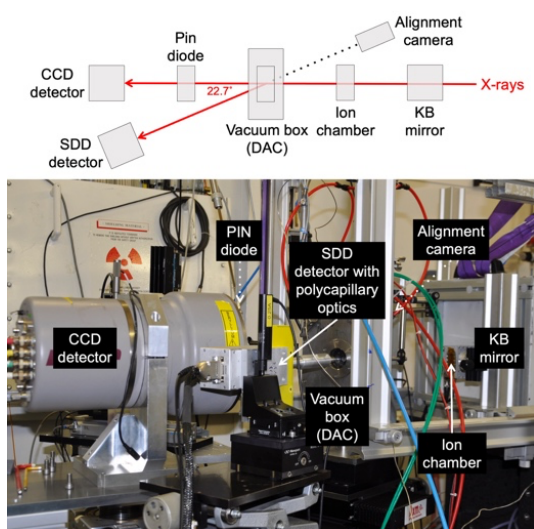 Alignment
camera
Pin
diode
CCD
detector
22.7°
X-rays
SDD
detector
Vacuum box
(DAC)
Ion
chamber
KB
mirror
PIN
diode
SDD
detector with
polycapillary
optics
Alignment
camera
CCD
detector
KB
mirror
Vacuum
box
(DAC)
Ion
chamber